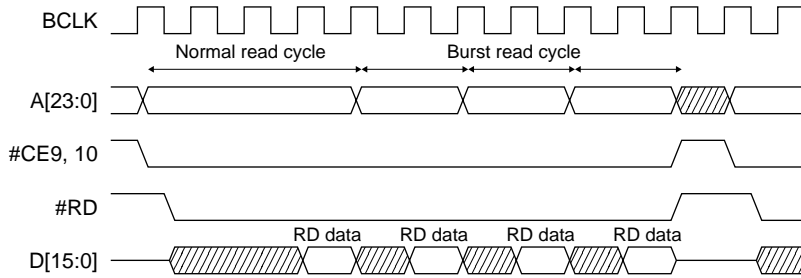 BCLK
Normal read cycle Burst read cycle
A[23:0]
#CE9, 10
#RD
RD data RD data RD data RD data
D[15:0]